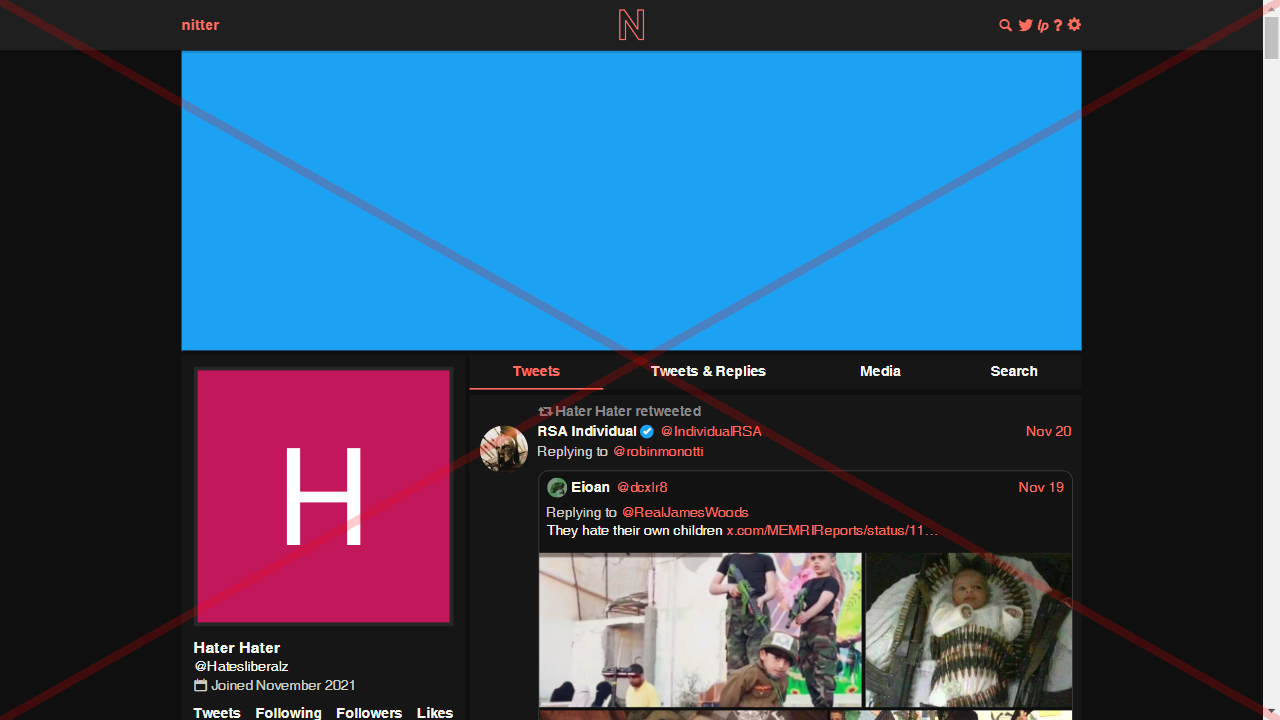 nitter
N
lp ?
H
Hater Hater
@Hatesliberalz
Joined November 2021
Tweets Following Followers Likes
Tweets Tweets & Replies Media Search
Hater Hater retweeted
RSA Individual @IndividualRSA Nov 20
Replying to @robinmonotti
Eioan @dcxlr8 Nov 19
Replying to @RealJamesWoods
They hate their own children x.com/MEMRIReports/status/11…